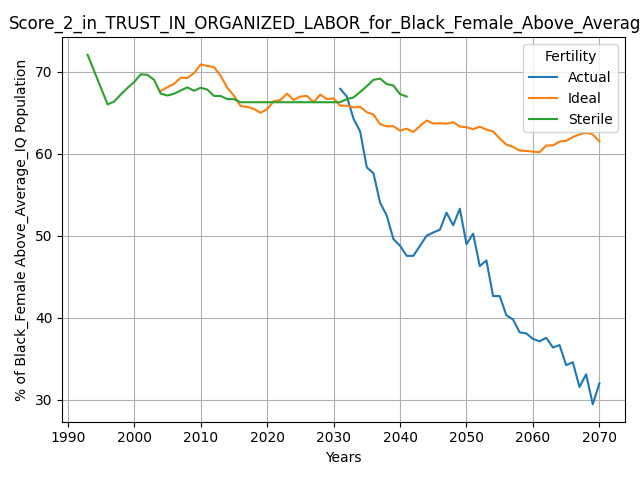 Score_2_in_TRUST_IN_ORGANIZED_LABOR_for_Black_Female_Above_Averag
% of Black_Female Above_Average_IQ Population
70
60
50
40
30
Fertility
Actual
Ideal
Sterile
1990 2000 2010 2020 2030 2040 2050 2060 2070
Years